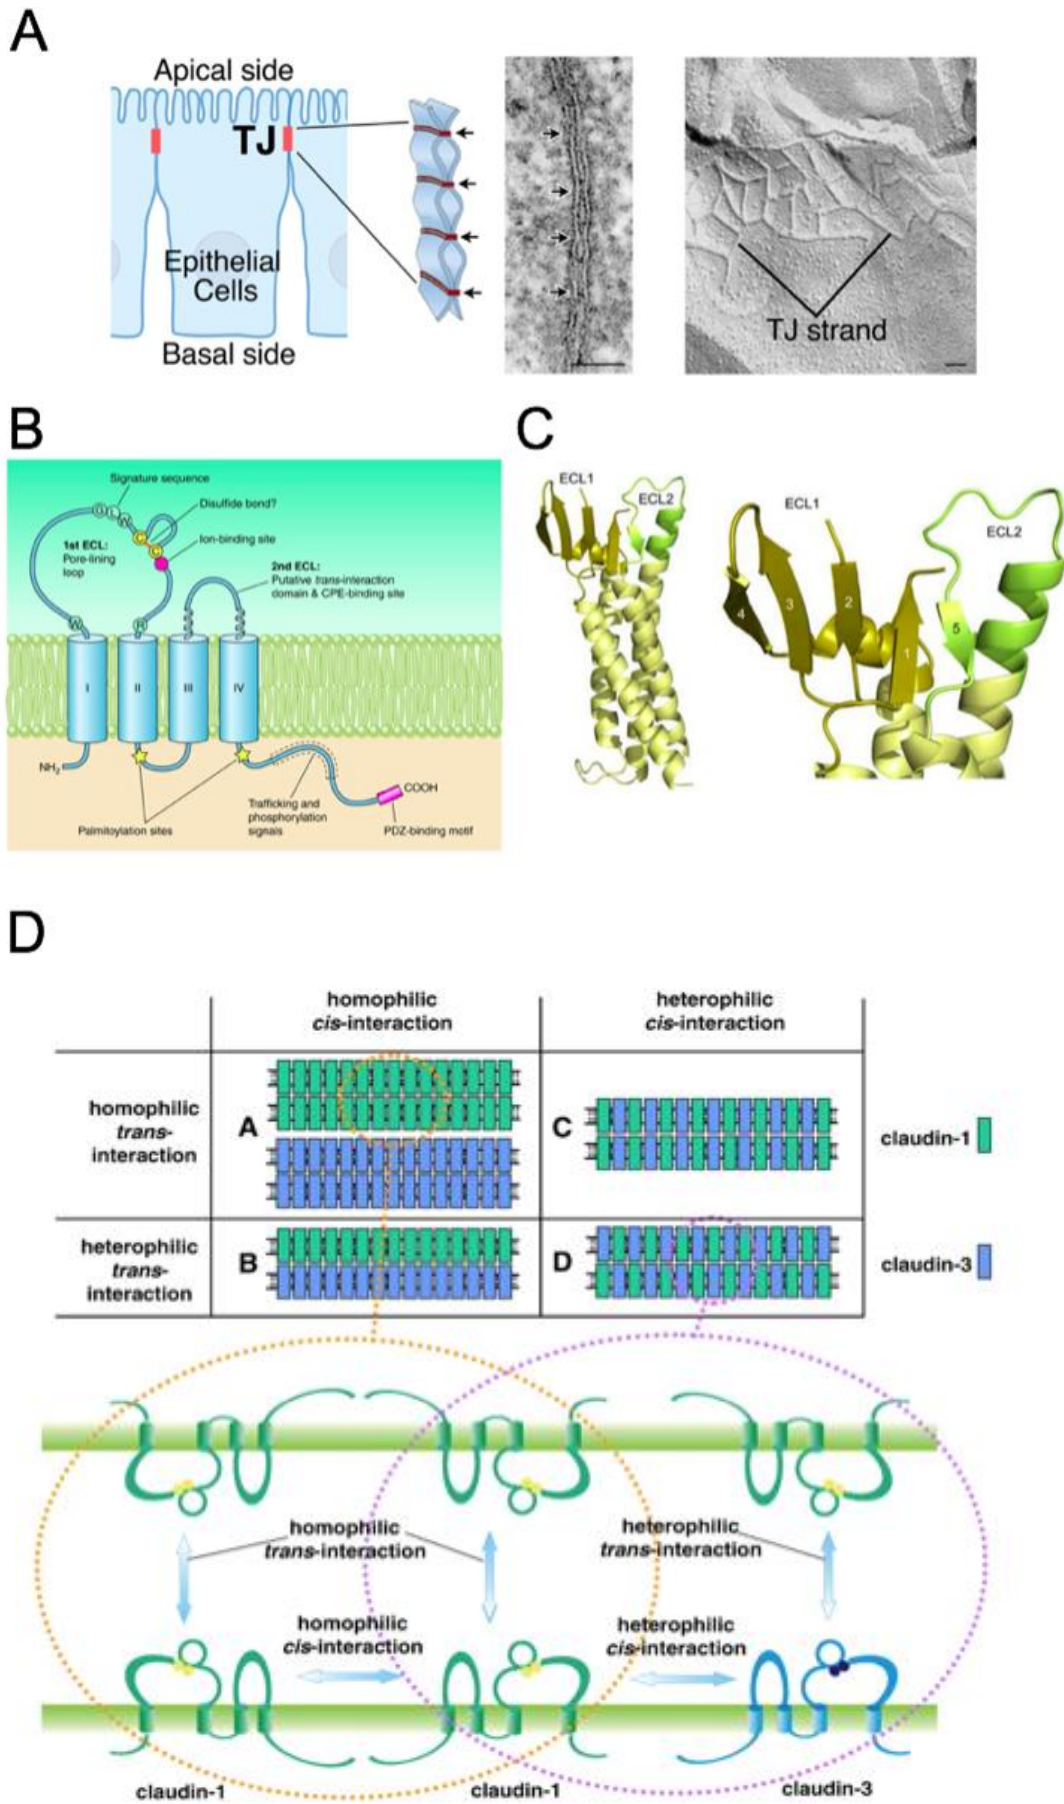 A
Apical side
TJ
Epithelial
Cells
Basal side
TJ strand
B
Signature sequence
Disulfide bond?
Ion-binding site
1st ECL:
Pore-lining
loop
2nd ECL:
Putative trans-interaction
domain & CPE-binding site
G
L
W
C
C
W
R
I
II
III
IV
NH2
COOH
Trafficking and
phosphorylation
signals
Palmitoylation sites
PDZ-binding motif
C
ECL1
ECL2
ECL1
ECL2
4
3
2
1
5
D
homophilic
cis-interaction
heterophilic
cis-interaction
homophilic
trans-
interaction
A
C
claudin-1
heterophilic
trans-
interaction
B
D
claudin-3
homophilic
trans-interaction
heterophilic
trans-interaction
homophilic
cis-interaction
heterophilic
cis-interaction
claudin-1
claudin-1
claudin-3